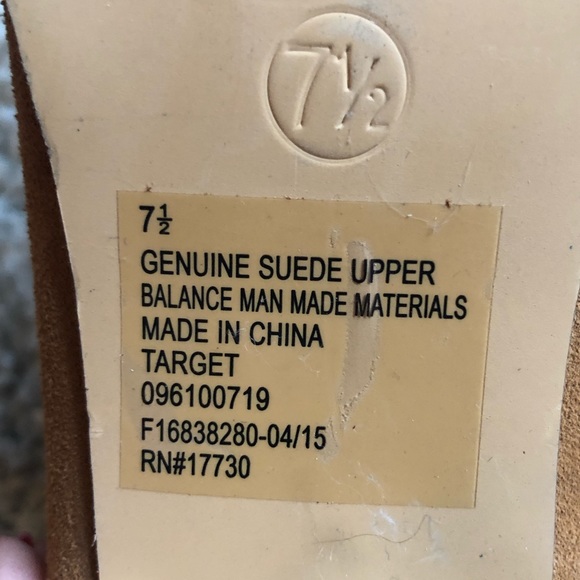 7½
7½
GENUINE SUEDE UPPER
BALANCE MAN MADE MATERIALS
MADE IN CHINA
TARGET
096100719
F16838280-04/15
RN#17730